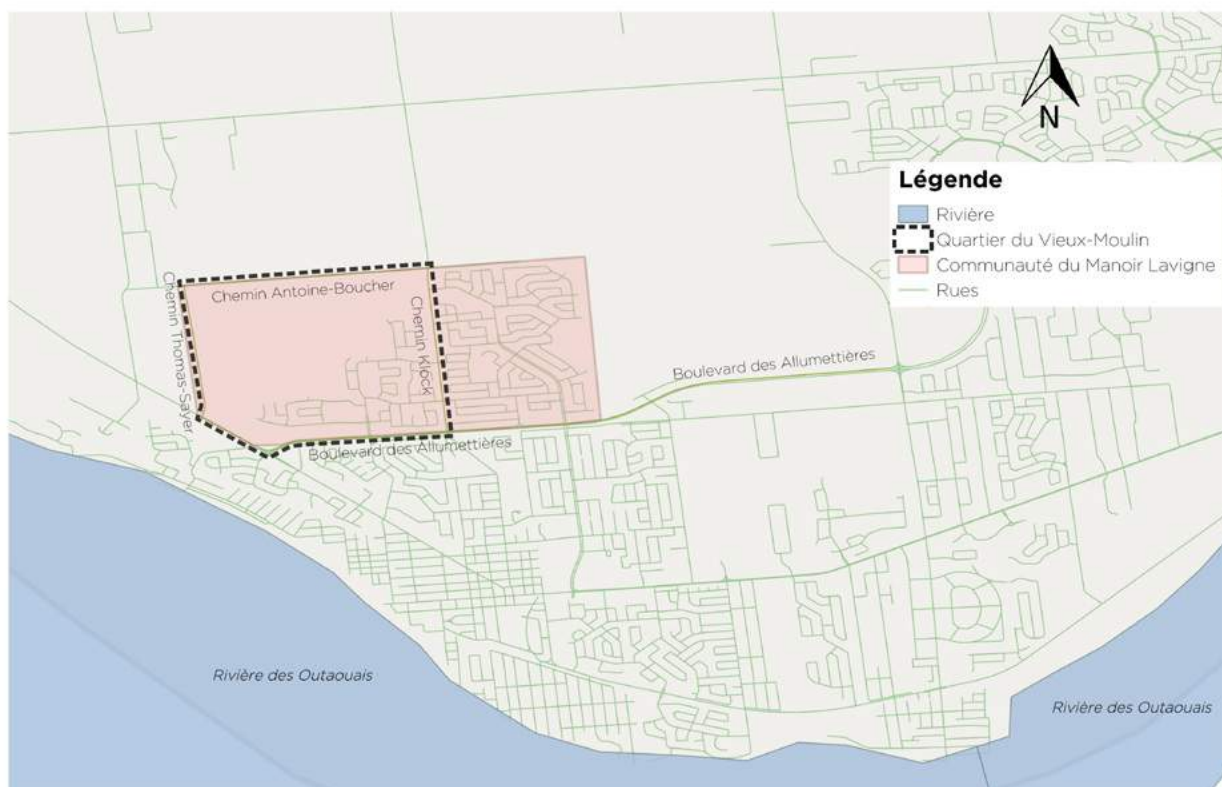 N
Légende
Rivière
Quartier du Vieux-Moulin
Communauté du Manoir Lavigne
Rues
Chemin Antoine-Boucher
Chemin Thomas-Sayer
Chemin Klock
Boulevard des Allumettières
Boulevard des Allumettières
Rivière des Outaouais
Rivière des Outaouais